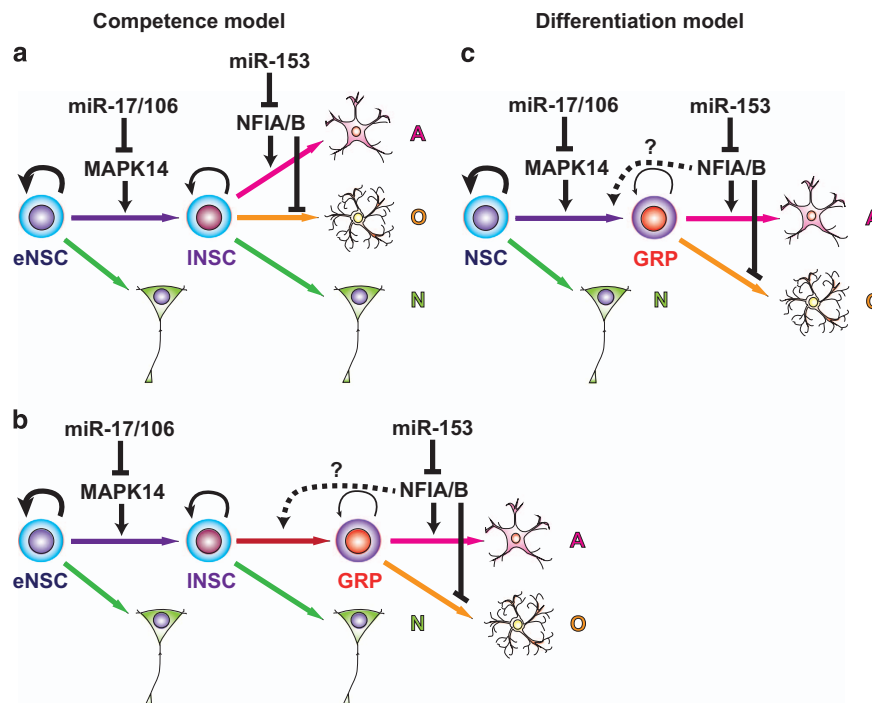 Competence model
Differentiation model
a
miR-153
miR-17/106
NFIA/B
A
MAPK14
O
eNSC
lNSC
N
c
miR-17/106
miR-153
?
MAPK14
NFIA/B
A
NSC
GRP
O
N
b
miR-17/106
miR-153
?
MAPK14
NFIA/B
A
eNSC
lNSC
GRP
N
O